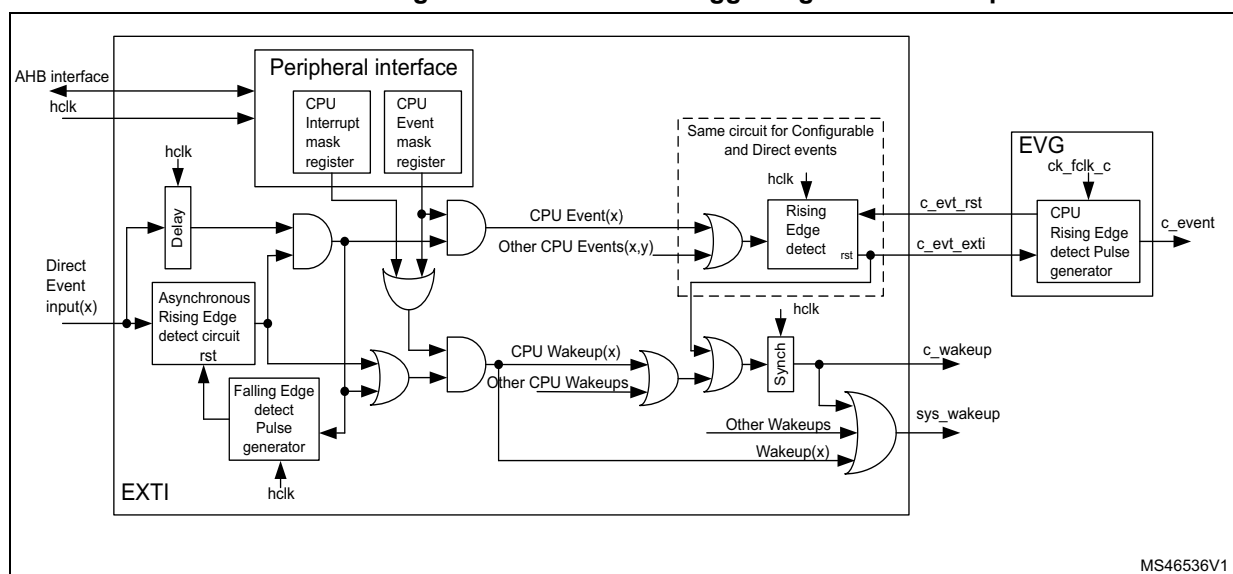 Peripheral interface
AHB interface
hclk
CPU
Interrupt
mask
register
CPU
Event
mask
register
Same circuit for Configurable
and Direct events
hclk
Rising
Edge
detect
rst
EVG
ck_fclk_c
CPU
Rising Edge
detect Pulse
generator
c_evt_rst
c_evt_exti
c_event
hclk
Delay
CPU Event(x)
Other CPU Events(x,y)
Direct
Event
input(x)
Asynchronous
Rising Edge
detect circuit
rst
Falling Edge
detect
Pulse
generator
hclk
CPU Wakeup(x)
Other CPU Wakeups
hclk
Synch
c_wakeup
Other Wakeups
sys_wakeup
Wakeup(x)
EXTI
MS46536V1